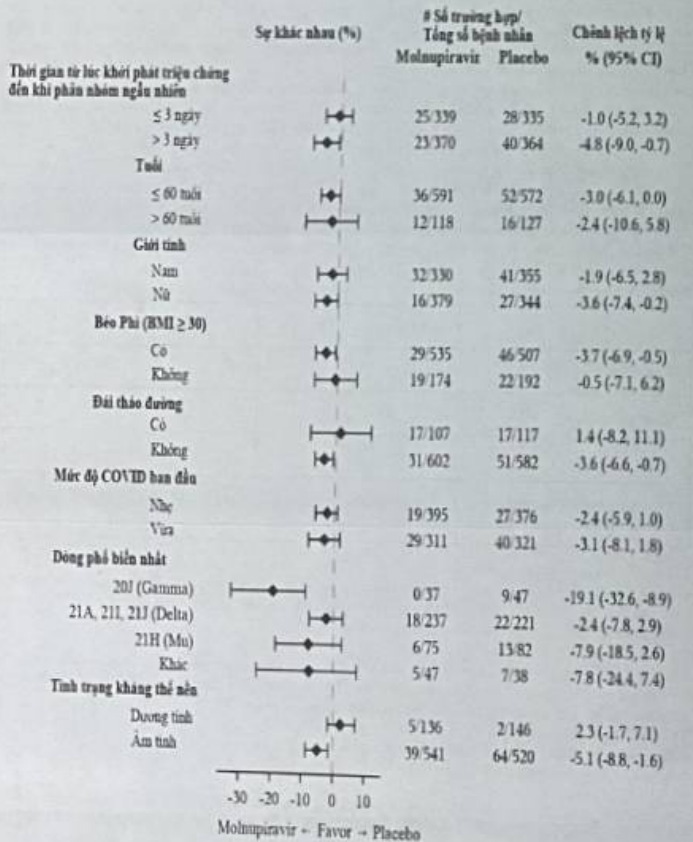 Sự khác nhau (%)
# Số trường hợp/
Tổng số bệnh nhân
Molnupiravir Placebo
Chênh lệch tỷ lệ
% (95% CI)
Thời gian từ lúc khởi phát triệu chứng
đến khi phân nhóm ngẫu nhiên
≤ 3 ngày 25/339 28/335 -1.0 (-5.2, 3.2)
> 3 ngày 23/370 40/364 -4.8 (-9.0, -0.7)
Tuổi
≤ 60 tuổi 36/591 52/572 -3.0 (-6.1, 0.0)
> 60 tuổi 12/118 16/127 -2.4 (-10.6, 5.8)
Giới tính
Nam 32/330 41/355 -1.9 (-6.5, 2.8)
Nữ 16/379 27/344 -3.6 (-7.4, -0.2)
Béo Phì (BMI ≥ 30)
Có 29/535 46/507 -3.7 (-6.9, -0.5)
Không 19/174 22/192 -0.5 (-7.1, 6.2)
Đái tháo đường
Có 17/107 17/117 1.4 (-8.2, 11.1)
Không 31/602 51/582 -3.6 (-6.6, -0.7)
Mức độ COVID ban đầu
Nhẹ 19/395 27/376 -2.4 (-5.9, 1.0)
Vừa 29/311 40/321 -3.1 (-8.1, 1.8)
Dòng phổ biến nhất
20J (Gamma) 0/37 9/47 -19.1 (-32.6, -8.9)
21A, 21I, 21J (Delta) 18/237 22/221 -2.4 (-7.8, 2.9)
21H (Mu) 6/75 13/82 -7.9 (-18.5, 2.6)
Khác 5/47 7/38 -7.8 (-24.4, 7.4)
Tình trạng kháng thể nền
Dương tính 5/136 2/146 2.3 (-1.7, 7.1)
Âm tính 39/541 64/520 -5.1 (-8.8, -1.6)
-30 -20 -10 0 10
Molnupiravir ← Favor → Placebo